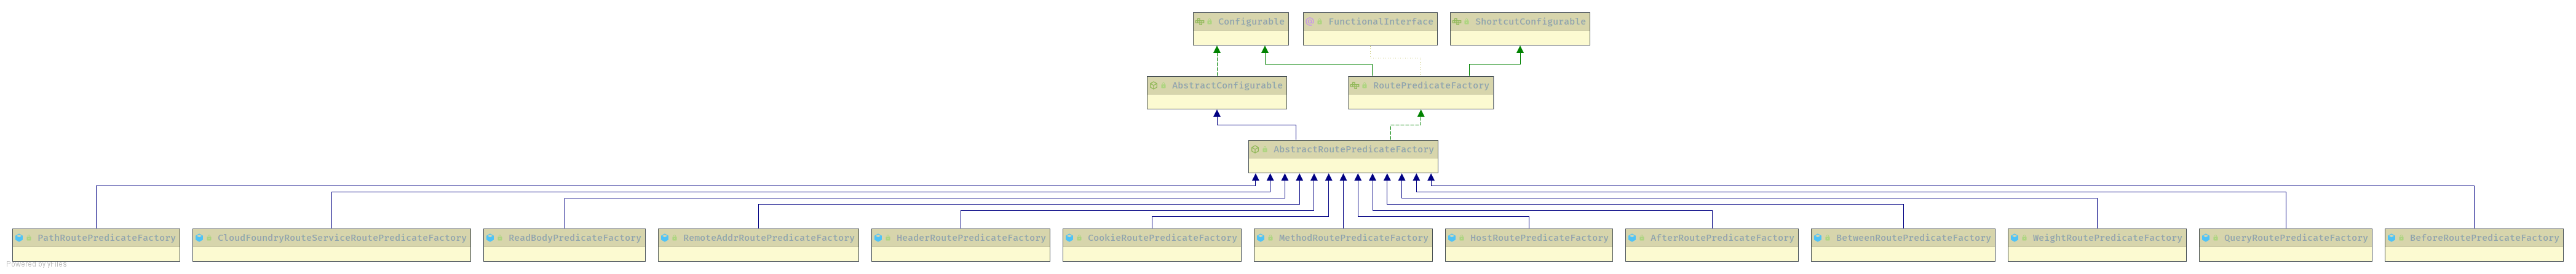 Configurable
FunctionalInterface
ShortcutConfigurable
AbstractConfigurable
RoutePredicateFactory
AbstractRoutePredicateFactory
PathRoutePredicateFactory
CloudFoundryRouteServiceRoutePredicateFactory
ReadBodyPredicateFactory
RemoteAddrRoutePredicateFactory
HeaderRoutePredicateFactory
CookieRoutePredicateFactory
MethodRoutePredicateFactory
HostRoutePredicateFactory
AfterRoutePredicateFactory
BetweenRoutePredicateFactory
WeightRoutePredicateFactory
QueryRoutePredicateFactory
BeforeRoutePredicateFactory
Powered by yFiles